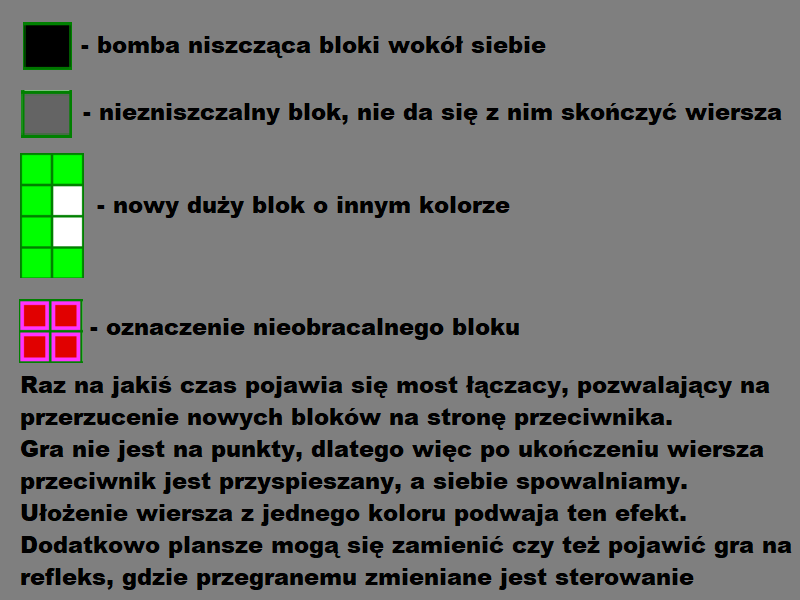 - bomba niszcząca bloki wokół siebie
- niezniszczalny blok, nie da się z nim skończyć wiersza
- nowy duży blok o innym kolorze
- oznaczenie nieobracalnego bloku
Raz na jakiś czas pojawia się most łączacy, pozwalający na
przerzucenie nowych bloków na stronę przeciwnika.
Gra nie jest na punkty, dlatego więc po ukończeniu wiersza
przeciwnik jest przyspieszany, a siebie spowalniamy.
Ułożenie wiersza z jednego koloru podwaja ten efekt.
Dodatkowo plansze mogą się zamienić czy też pojawić gra na
refleks, gdzie przegranemu zmieniane jest sterowanie